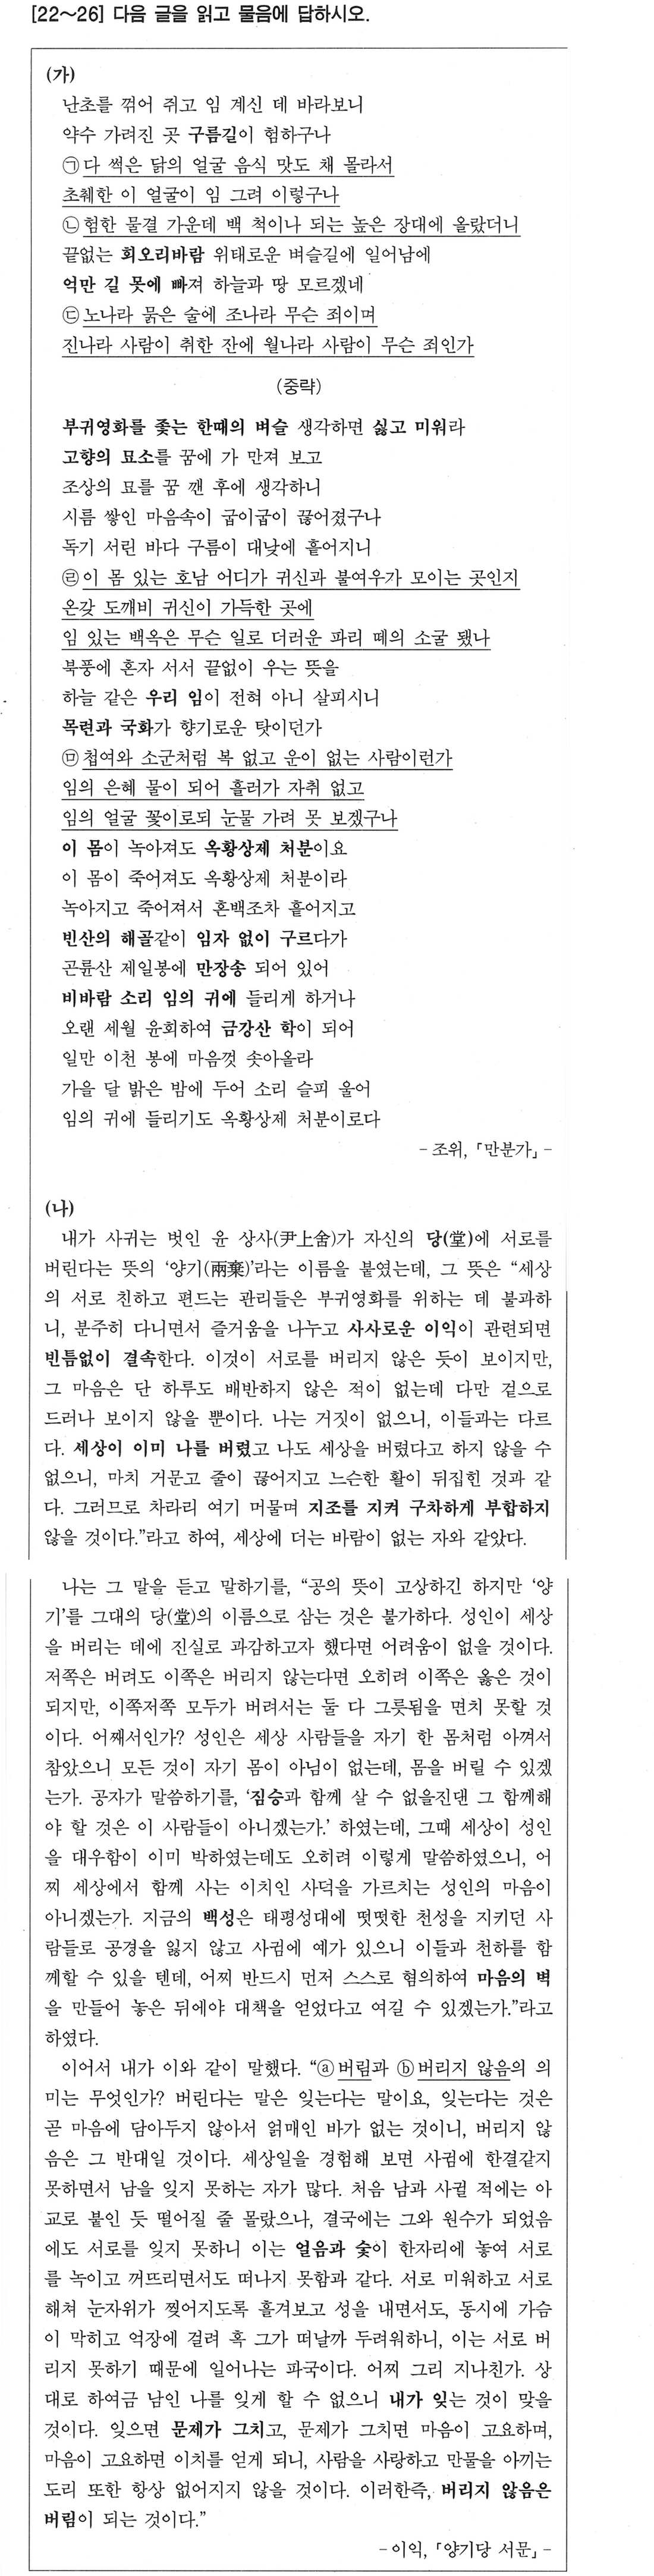 [22~26] 다음 글을 읽고 물음에 답하시오.
(가)
난초를 꺾어 쥐고 임 계신 데 바라보니
약수 가려진 곳 구름길이 험하구나
㉠다 썩은 닭의 얼굴 음식 맛도 채 몰라서
초췌한 이 얼굴이 임 그려 이렇구나
㉡험한 물결 가운데 백 척이나 되는 높은 장대에 올랐더니
끝없는 회오리바람 위태로운 벼슬길에 일어남에
억만 길 못에 빠져 하늘과 땅 모르겠네
㉢노나라 묽은 술에 조나라 무슨 죄이며
진나라 사람이 취한 잔에 월나라 사람이 무슨 죄인가
(중략)
부귀영화를 좇는 한때의 벼슬 생각하면 싫고 미워라
고향의 묘소를 꿈에 가 만져 보고
조상의 묘를 꿈 깬 후에 생각하니
시름 쌓인 마음속이 굽이굽이 끊어졌구나
독기 서린 바다 구름이 대낮에 흩어지니
㉣이 몸 있는 호남 어디가 귀신과 불여우가 모이는 곳인지
온갖 도깨비 귀신이 가득한 곳에
임 있는 백옥은 무슨 일로 더러운 파리 떼의 소굴 됐나
북풍에 혼자 서서 끝없이 우는 뜻을
하늘 같은 우리 임이 전혀 아니 살피시니
목련과 국화가 향기로운 탓이던가
㉤첩여와 소군처럼 복 없고 운이 없는 사람이런가
임의 은혜 물이 되어 흘러가 자취 없고
임의 얼굴 꽃이로되 눈물 가려 못 보겠구나
이 몸이 녹아져도 옥황상제 처분이요
이 몸이 죽어져도 옥황상제 처분이라
녹아지고 죽어져서 혼백조차 흩어지고
빈산의 해골같이 임자 없이 구르다가
곤륜산 제일봉에 만장송 되어 있어
비바람 소리 임의 귀에 들리게 하거나
오랜 세월 윤회하여 금강산 학이 되어
일만 이천 봉에 마음껏 솟아올라
가을 달 밝은 밤에 두어 소리 슬피 울어
임의 귀에 들리기도 옥황상제 처분이로다
- 조위, 「만분가」 -
(나)
내가 사귀는 벗인 윤 상사(尹上舍)가 자신의 당(堂)에 서로를
버린다는 뜻의 ‘양기(兩棄)’라는 이름을 붙였는데, 그 뜻은 “세상
의 서로 친하고 편드는 관리들은 부귀영화를 위하는 데 불과하
니, 분주히 다니면서 즐거움을 나누고 사사로운 이익이 관련되면
빈틈없이 결속한다. 이것이 서로를 버리지 않은 듯이 보이지만,
그 마음은 단 하루도 배반하지 않은 적이 없는데 다만 겉으로
드러나 보이지 않을 뿐이다. 나는 거짓이 없으니, 이들과는 다르
다. 세상이 이미 나를 버렸고 나도 세상을 버렸다고 하지 않을 수
없으니, 마치 거문고 줄이 끊어지고 느슨한 활이 뒤집힌 것과 같
다. 그러므로 차라리 여기 머물며 지조를 지켜 구차하게 부합하지
않을 것이다.”라고 하여, 세상에 더는 바람이 없는 자와 같았다.
나는 그 말을 듣고 말하기를, “공의 뜻이 고상하긴 하지만 ‘양
기’를 그대의 당(堂)의 이름으로 삼는 것은 불가하다. 성인이 세상
을 버리는 데에 진실로 과감하고자 했다면 어려움이 없을 것이다.
저쪽은 버려도 이쪽은 버리지 않는다면 오히려 이쪽은 옳은 것이
되지만, 이쪽저쪽 모두가 버려서는 둘 다 그릇됨을 면치 못할 것
이다. 어째서인가? 성인은 세상 사람들을 자기 한 몸처럼 아껴서
참았으니 모든 것이 자기 몸이 아님이 없는데, 몸을 버릴 수 있겠
는가. 공자가 말씀하기를, ‘짐승과 함께 살 수 없을진댄 그 함께해
야 할 것은 이 사람들이 아니겠는가.’ 하였는데, 그때 세상이 성인
을 대우함이 이미 박하였는데도 오히려 이렇게 말씀하였으니, 어
찌 세상에서 함께 사는 이치인 사덕을 가르치는 성인의 마음이
아니겠는가. 지금의 백성은 태평성대에 떳떳한 천성을 지키던 사
람들로 공경을 잃지 않고 사귐에 예가 있으니 이들과 천하를 함
께할 수 있을 텐데, 어찌 반드시 먼저 스스로 혐의하여 마음의 벽
을 만들어 놓은 뒤에야 대책을 얻었다고 여길 수 있겠는가.”라고
하였다.
이어서 내가 이와 같이 말했다. “ⓐ버림과 ⓑ버리지 않음의 의
미는 무엇인가? 버린다는 말은 잊는다는 말이요, 잊는다는 것은
곧 마음에 담아두지 않아서 얽매인 바가 없는 것이니, 버리지 않
음은 그 반대일 것이다. 세상일을 경험해 보면 사귐에 한결같지
못하면서 남을 잊지 못하는 자가 많다. 처음 남과 사귈 적에는 아
교로 붙인 듯 떨어질 줄 몰랐으나, 결국에는 그와 원수가 되었음
에도 서로를 잊지 못하니 이는 얼음과 숯이 한자리에 놓여 서로
를 녹이고 꺼뜨리면서도 떠나지 못함과 같다. 서로 미워하고 서로
해쳐 눈자위가 찢어지도록 흘겨보고 성을 내면서도, 동시에 가슴
이 막히고 억장에 걸려 혹 그가 떠날까 두려워하니, 이는 서로 버
리지 못하기 때문에 일어나는 파국이다. 어찌 그리 지나친가. 상
대로 하여금 남인 나를 잊게 할 수 없으니 내가 잊는 것이 맞을
것이다. 잊으면 문제가 그치고, 문제가 그치면 마음이 고요하며,
마음이 고요하면 이치를 얻게 되니, 사람을 사랑하고 만물을 아끼는
도리 또한 항상 없어지지 않을 것이다. 이러한즉, 버리지 않음은
버림이 되는 것이다.”
- 이익, 「양기당 서문」 -